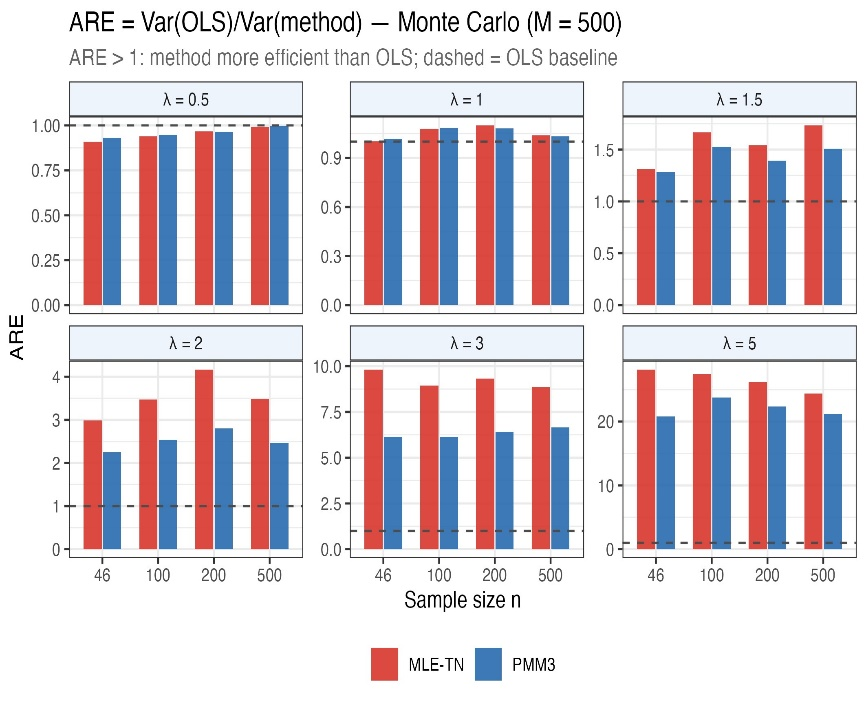 ARE = Var(OLS)/Var(method) — Monte Carlo (M = 500)
ARE > 1: method more efficient than OLS; dashed = OLS baseline
λ = 0.5
λ = 1
λ = 1.5
1.00
0.75
0.50
0.25
0.00
0.9
0.6
0.3
0.0
1.5
1.0
0.5
0.0
ARE
λ = 2
λ = 3
λ = 5
4
3
2
1
0
10.0
7.5
5.0
2.5
0.0
20
10
0
46 100 200 500
46 100 200 500
46 100 200 500
Sample size n
MLE-TN PMM3